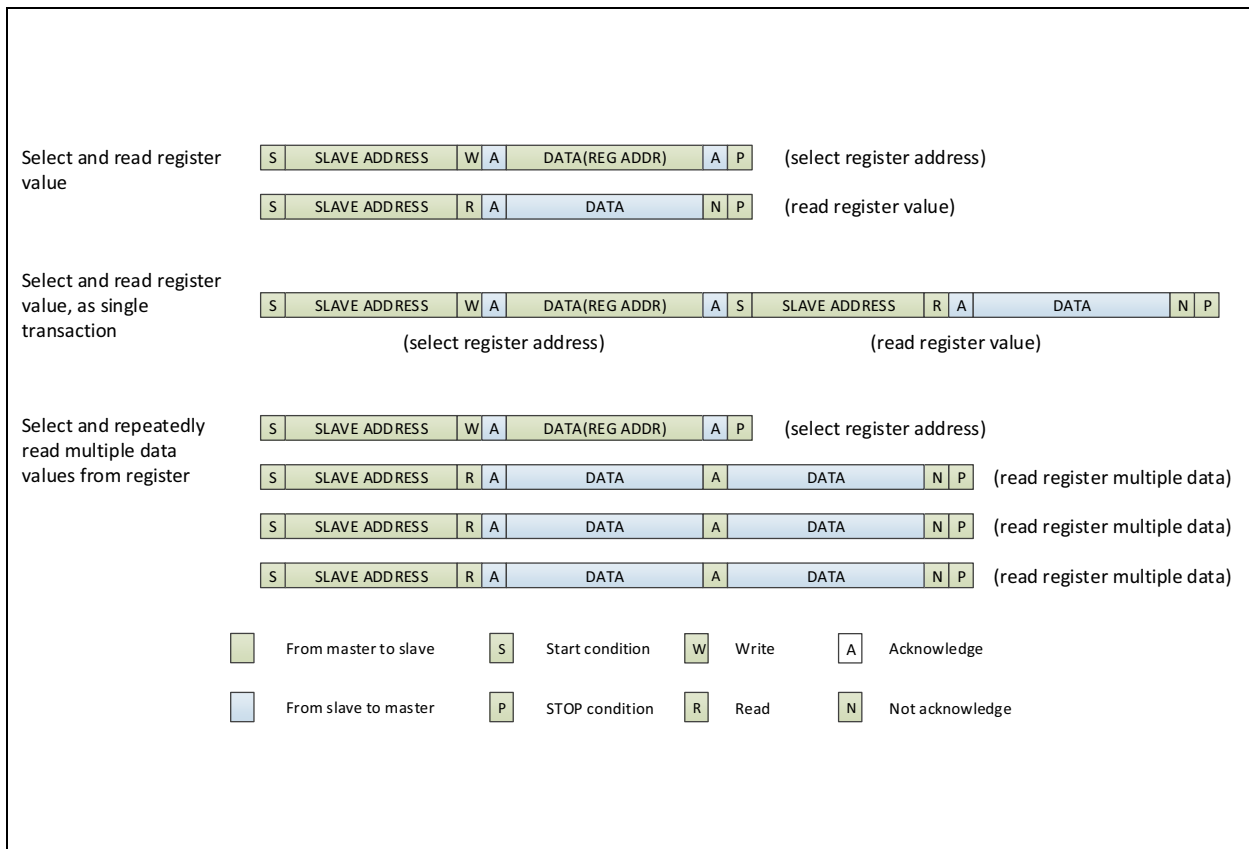 Select and read register
value
S SLAVE ADDRESS W A DATA(REG ADDR) A P (select register address)
S SLAVE ADDRESS R A DATA N P (read register value)
Select and read register
value, as single
transaction
S SLAVE ADDRESS W A DATA(REG ADDR) A S SLAVE ADDRESS R A DATA N P
(select register address) (read register value)
Select and repeatedly
read multiple data
values from register
S SLAVE ADDRESS W A DATA(REG ADDR) A P (select register address)
S SLAVE ADDRESS R A DATA A DATA N P (read register multiple data)
S SLAVE ADDRESS R A DATA A DATA N P (read register multiple data)
S SLAVE ADDRESS R A DATA A DATA N P (read register multiple data)
From master to slave S Start condition W Write A Acknowledge
From slave to master P STOP condition R Read N Not acknowledge